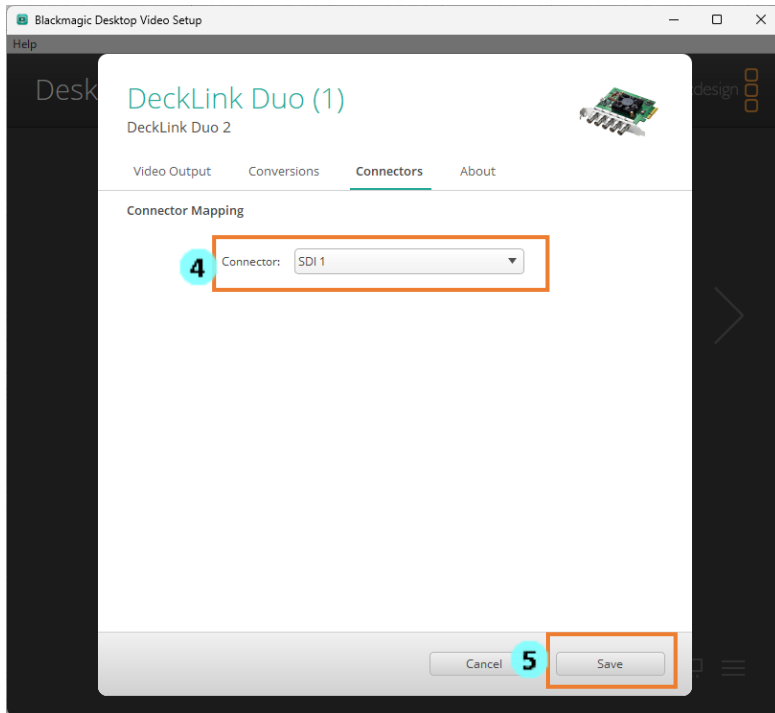 Blackmagic Desktop Video Setup
Help
Desk
design
DeckLink Duo (1)
DeckLink Duo 2
Video Output Conversions Connectors About
Connector Mapping
4 Connector: SDI 1
Cancel 5 Save